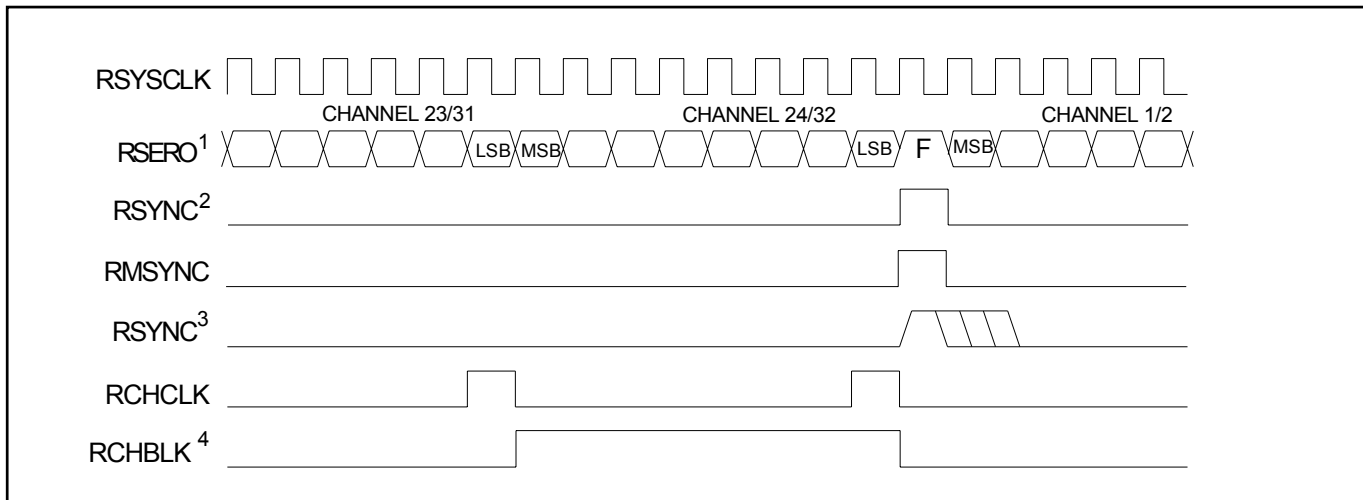 RSYSCLK
CHANNEL 23/31 CHANNEL 24/32 CHANNEL 1/2
RSERO¹ LSB MSB LSB F MSB
RSYNC²
RMSYNC
RSYNC³
RCHCLK
RCHBLK ⁴